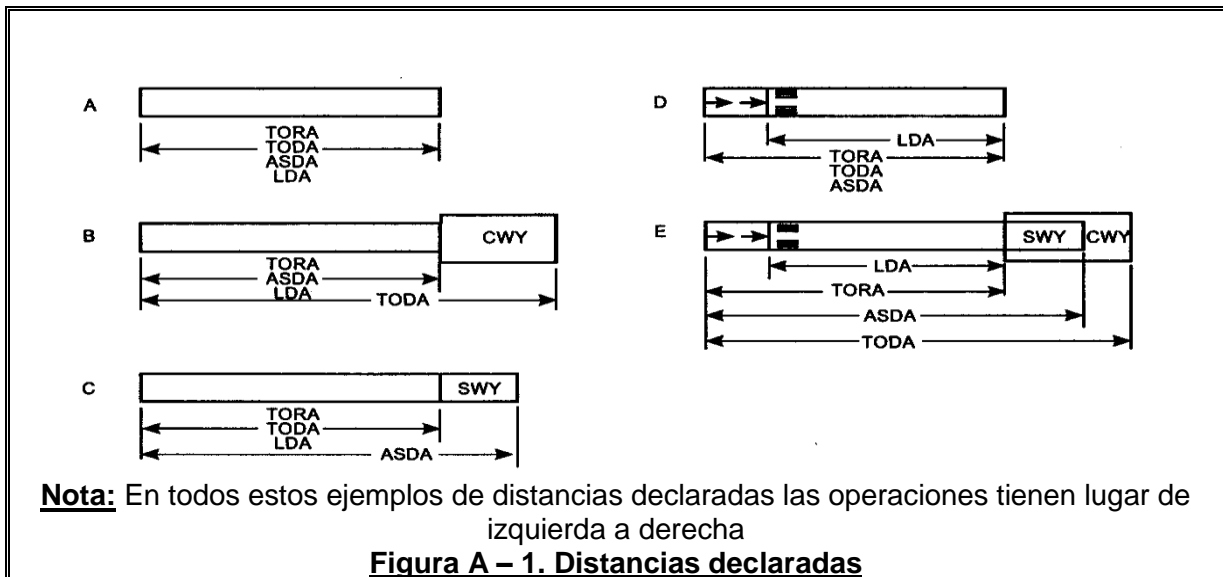 A
TORA
TODA
ASDA
LDA
B
CWY
TORA
ASDA
LDA
TODA
C
SWY
TORA
TODA
LDA
ASDA
D
LDA
TORA
TODA
ASDA
E
SWY
CWY
LDA
TORA
ASDA
TODA
Nota: En todos estos ejemplos de distancias declaradas las operaciones tienen lugar de
izquierda a derecha
Figura A – 1. Distancias declaradas